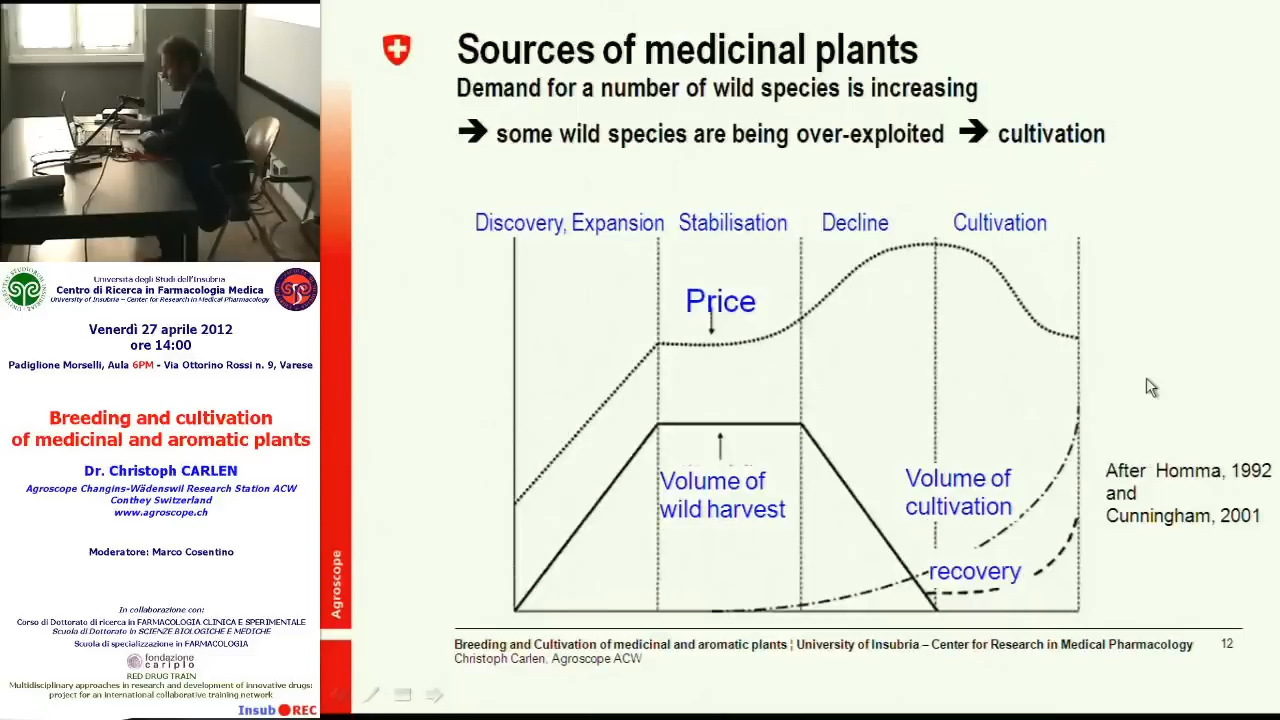 Università degli Studi dell'Insubria
Centro di Ricerca in Farmacologia Medica
University of Insubria – Center for Research in Medical Pharmacology
Venerdì 27 aprile 2012
ore 14:00
Padiglione Morselli, Aula 6PM - Via Ottorino Rossi n. 9, Varese
Breeding and cultivation
of medicinal and aromatic plants
Dr. Christoph CARLEN
Agroscope Changins-Wädenswil Research Station ACW
Conthey Switzerland
www.agroscope.ch
Moderatore: Marco Cosentino
In collaborazione con:
Corso di Dottorato di ricerca in FARMACOLOGIA CLINICA E SPERIMENTALE
Scuola di Dottorato in SCIENZE BIOLOGICHE E MEDICHE
Scuola di specializzazione in FARMACOLOGIA
fondazione
cariplo
RED DRUG TRAIN
Multidisciplinary approaches in research and development of innovative drugs:
project for an international collaborative training network
InsubREC
Agroscope
Sources of medicinal plants
Demand for a number of wild species is increasing
➔ some wild species are being over-exploited ➔ cultivation
Discovery, Expansion Stabilisation Decline Cultivation
Price
Volume of
wild harvest
Volume of
cultivation
recovery
After Homma, 1992
and
Cunningham, 2001
Breeding and Cultivation of medicinal and aromatic plants ¦ University of Insubria – Center for Research in Medical Pharmacology 12
Christoph Carlen, Agroscope ACW